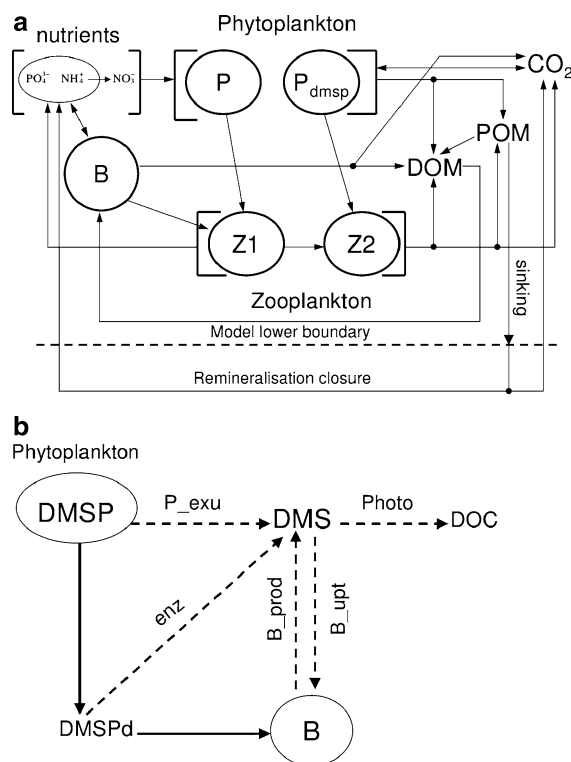 a
nutrients
Phytoplankton
PO₄³⁻ NH₄⁺ NO₃⁻
P
P_dmsp
CO₂
POM
DOM
B
Z1
Z2
Zooplankton
sinking
Model lower boundary
Remineralisation closure
b
Phytoplankton
DMSP
P_exu
DMS
Photo
DOC
enz
B_prod
B_upt
DMSPd
B